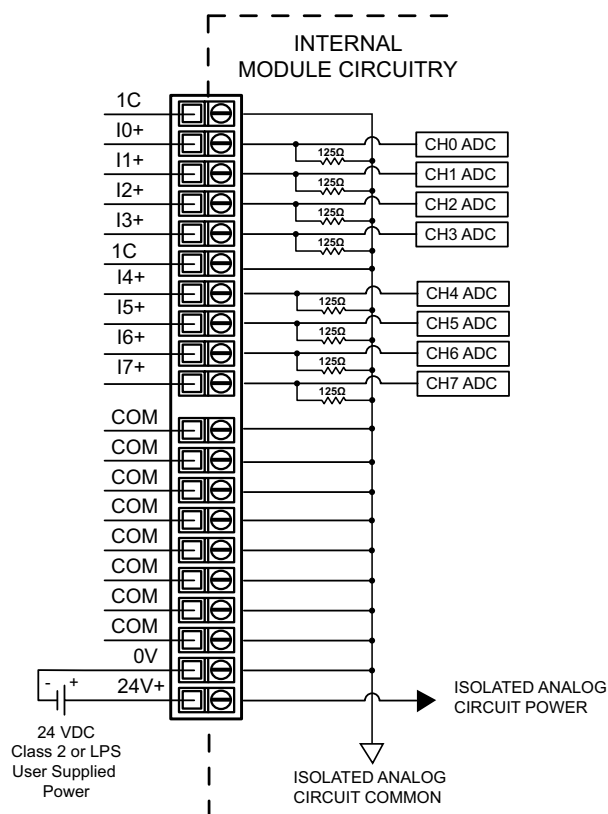 INTERNAL
MODULE CIRCUITRY
1C
I0+
125Ω
CH0 ADC
I1+
125Ω
CH1 ADC
I2+
125Ω
CH2 ADC
I3+
125Ω
CH3 ADC
1C
I4+
125Ω
CH4 ADC
I5+
125Ω
CH5 ADC
I6+
125Ω
CH6 ADC
I7+
125Ω
CH7 ADC
COM
COM
COM
COM
COM
COM
COM
COM
0V
24V+
- +
24 VDC
Class 2 or LPS
User Supplied
Power
ISOLATED ANALOG
CIRCUIT POWER
ISOLATED ANALOG
CIRCUIT COMMON